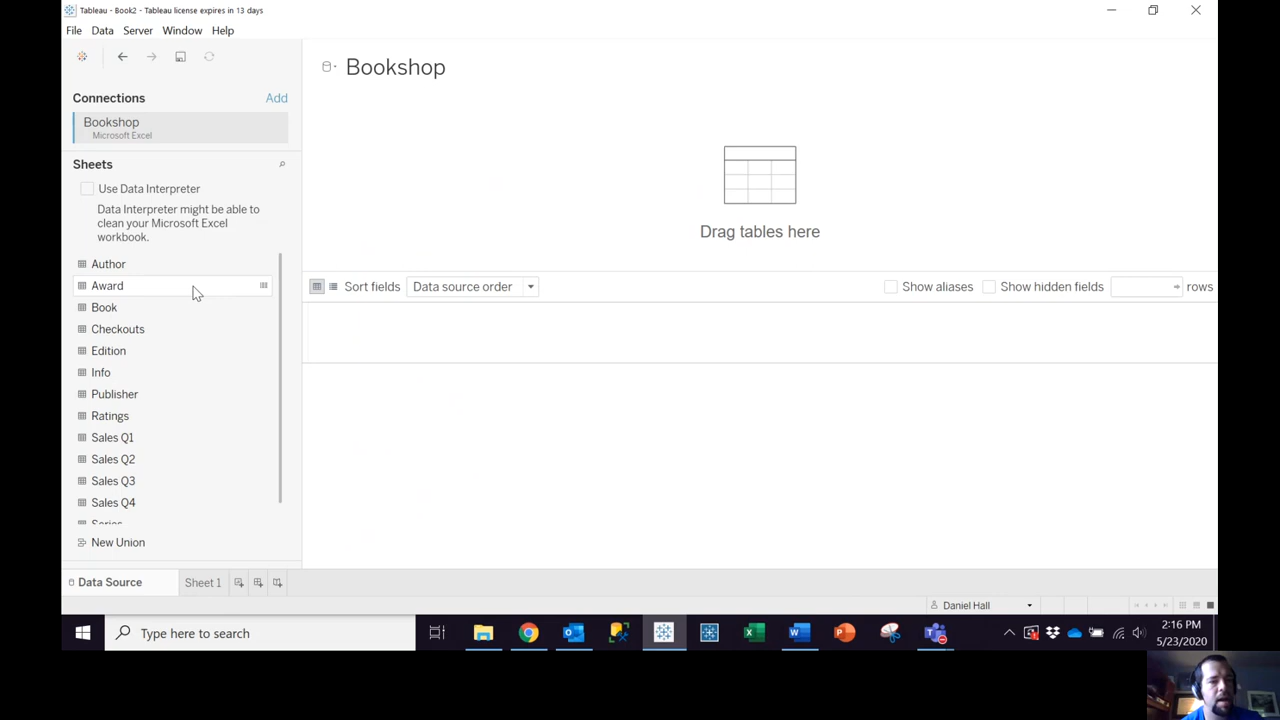 Tableau - Book2 - Tableau license expires in 13 days
File Data Server Window Help
Connections Add
Bookshop
Microsoft Excel
Sheets
Use Data Interpreter
Data Interpreter might be able to
clean your Microsoft Excel
workbook.
Author
Award
Book
Checkouts
Edition
Info
Publisher
Ratings
Sales Q1
Sales Q2
Sales Q3
Sales Q4
Series
New Union
Bookshop
Drag tables here
Sort fields Data source order Show aliases Show hidden fields rows
Data Source Sheet 1
Daniel Hall
Type here to search
2:16 PM
5/23/2020